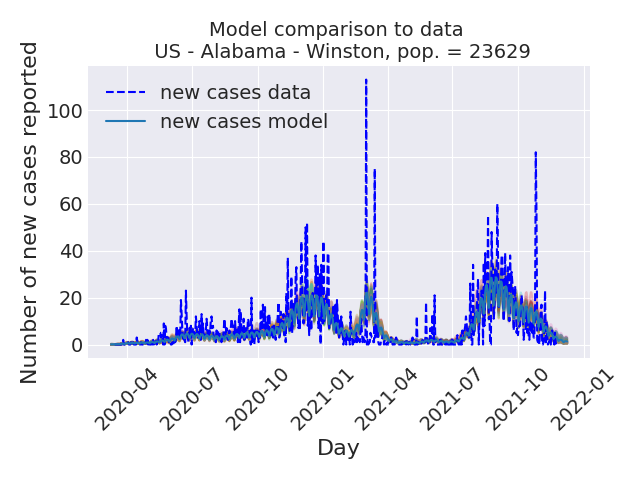 Model comparison to data
US - Alabama - Winston, pop. = 23629
Number of new cases reported
new cases data
new cases model
100
80
60
40
20
0
2020-04
2020-07
2020-10
2021-01
2021-04
2021-07
2021-10
2022-01
Day